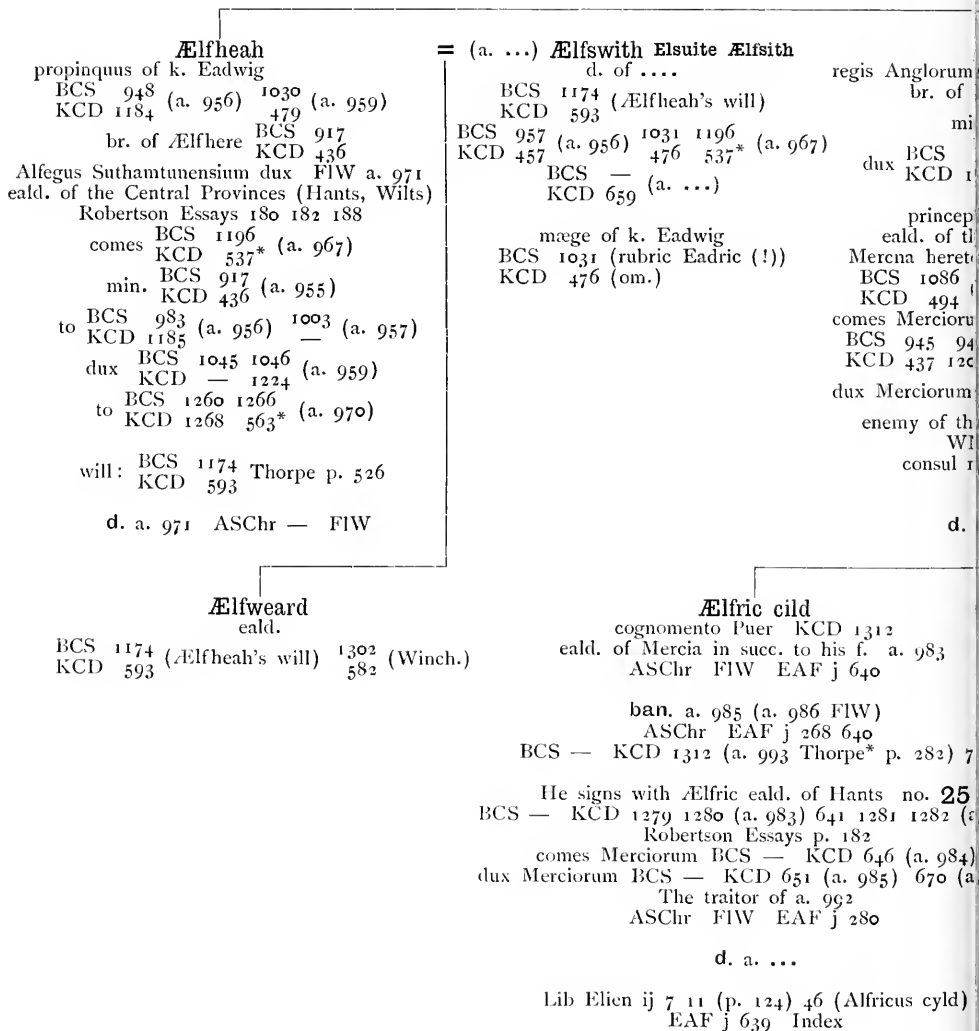 Ælfheah
propinquus of k. Eadwig
BCS 948 (a. 956) 1030 (a. 959)
KCD 1184 479
br. of Ælfhere BCS 917
KCD 436
Alfegus Suthamtunensium dux FlW a. 971
eald. of the Central Provinces (Hants, Wilts)
Robertson Essays 180 182 188
comes BCS 1196 (a. 967)
KCD 537*
min. BCS 917 (a. 955)
KCD 436
to BCS 983 (a. 956) 1003 (a. 957)
KCD 1185 —
dux BCS 1045 1046 (a. 959)
KCD — 1224
to BCS 1260 1266 (a. 970)
KCD 1268 563*
will: BCS 1174 Thorpe p. 526
KCD 593
d. a. 971 ASChr — FlW
= (a. ...) Ælfswith Elsuite Ælfsith
d. of ....
BCS 1174 (Ælfheah's will)
KCD 593
BCS 957 (a. 956) 1031 1196 (a. 967)
KCD 457 476 537*
BCS — (a. ...)
KCD 659
mæge of k. Eadwig
BCS 1031 (rubric Eadric (!))
KCD 476 (om.)
regis Anglorum
br. of
mi
dux BCS
KCD 1
princep
eald. of th
Mercna heret
BCS 1086
KCD 494
comes Mercioru
BCS 945 94
KCD 437 120
dux Merciorum
enemy of th
consul
d.
Ælfweard
eald.
BCS 1174 (Ælfheah's will) 1302 (Winch.)
KCD 593 582
Ælfric cild
cognomento Puer KCD 1312
eald. of Mercia in succ. to his f. a. 983
ASChr FlW EAF j 640
ban. a. 985 (a. 986 FlW)
ASChr EAF j 268 640
BCS — KCD 1312 (a. 993 Thorpe* p. 282) 7
He signs with Ælfric eald. of Hants no. 25
BCS — KCD 1279 1280 (a. 983) 641 1281 1282 (a
Robertson Essays p. 182
comes Merciorum BCS — KCD 646 (a. 984)
dux Merciorum BCS — KCD 651 (a. 985) 670 (a
The traitor of a. 992
ASChr FlW EAF j 280
d. a. ...
Lib Elien ij 7 11 (p. 124) 46 (Alfricus cyld)
EAF j 639 Index